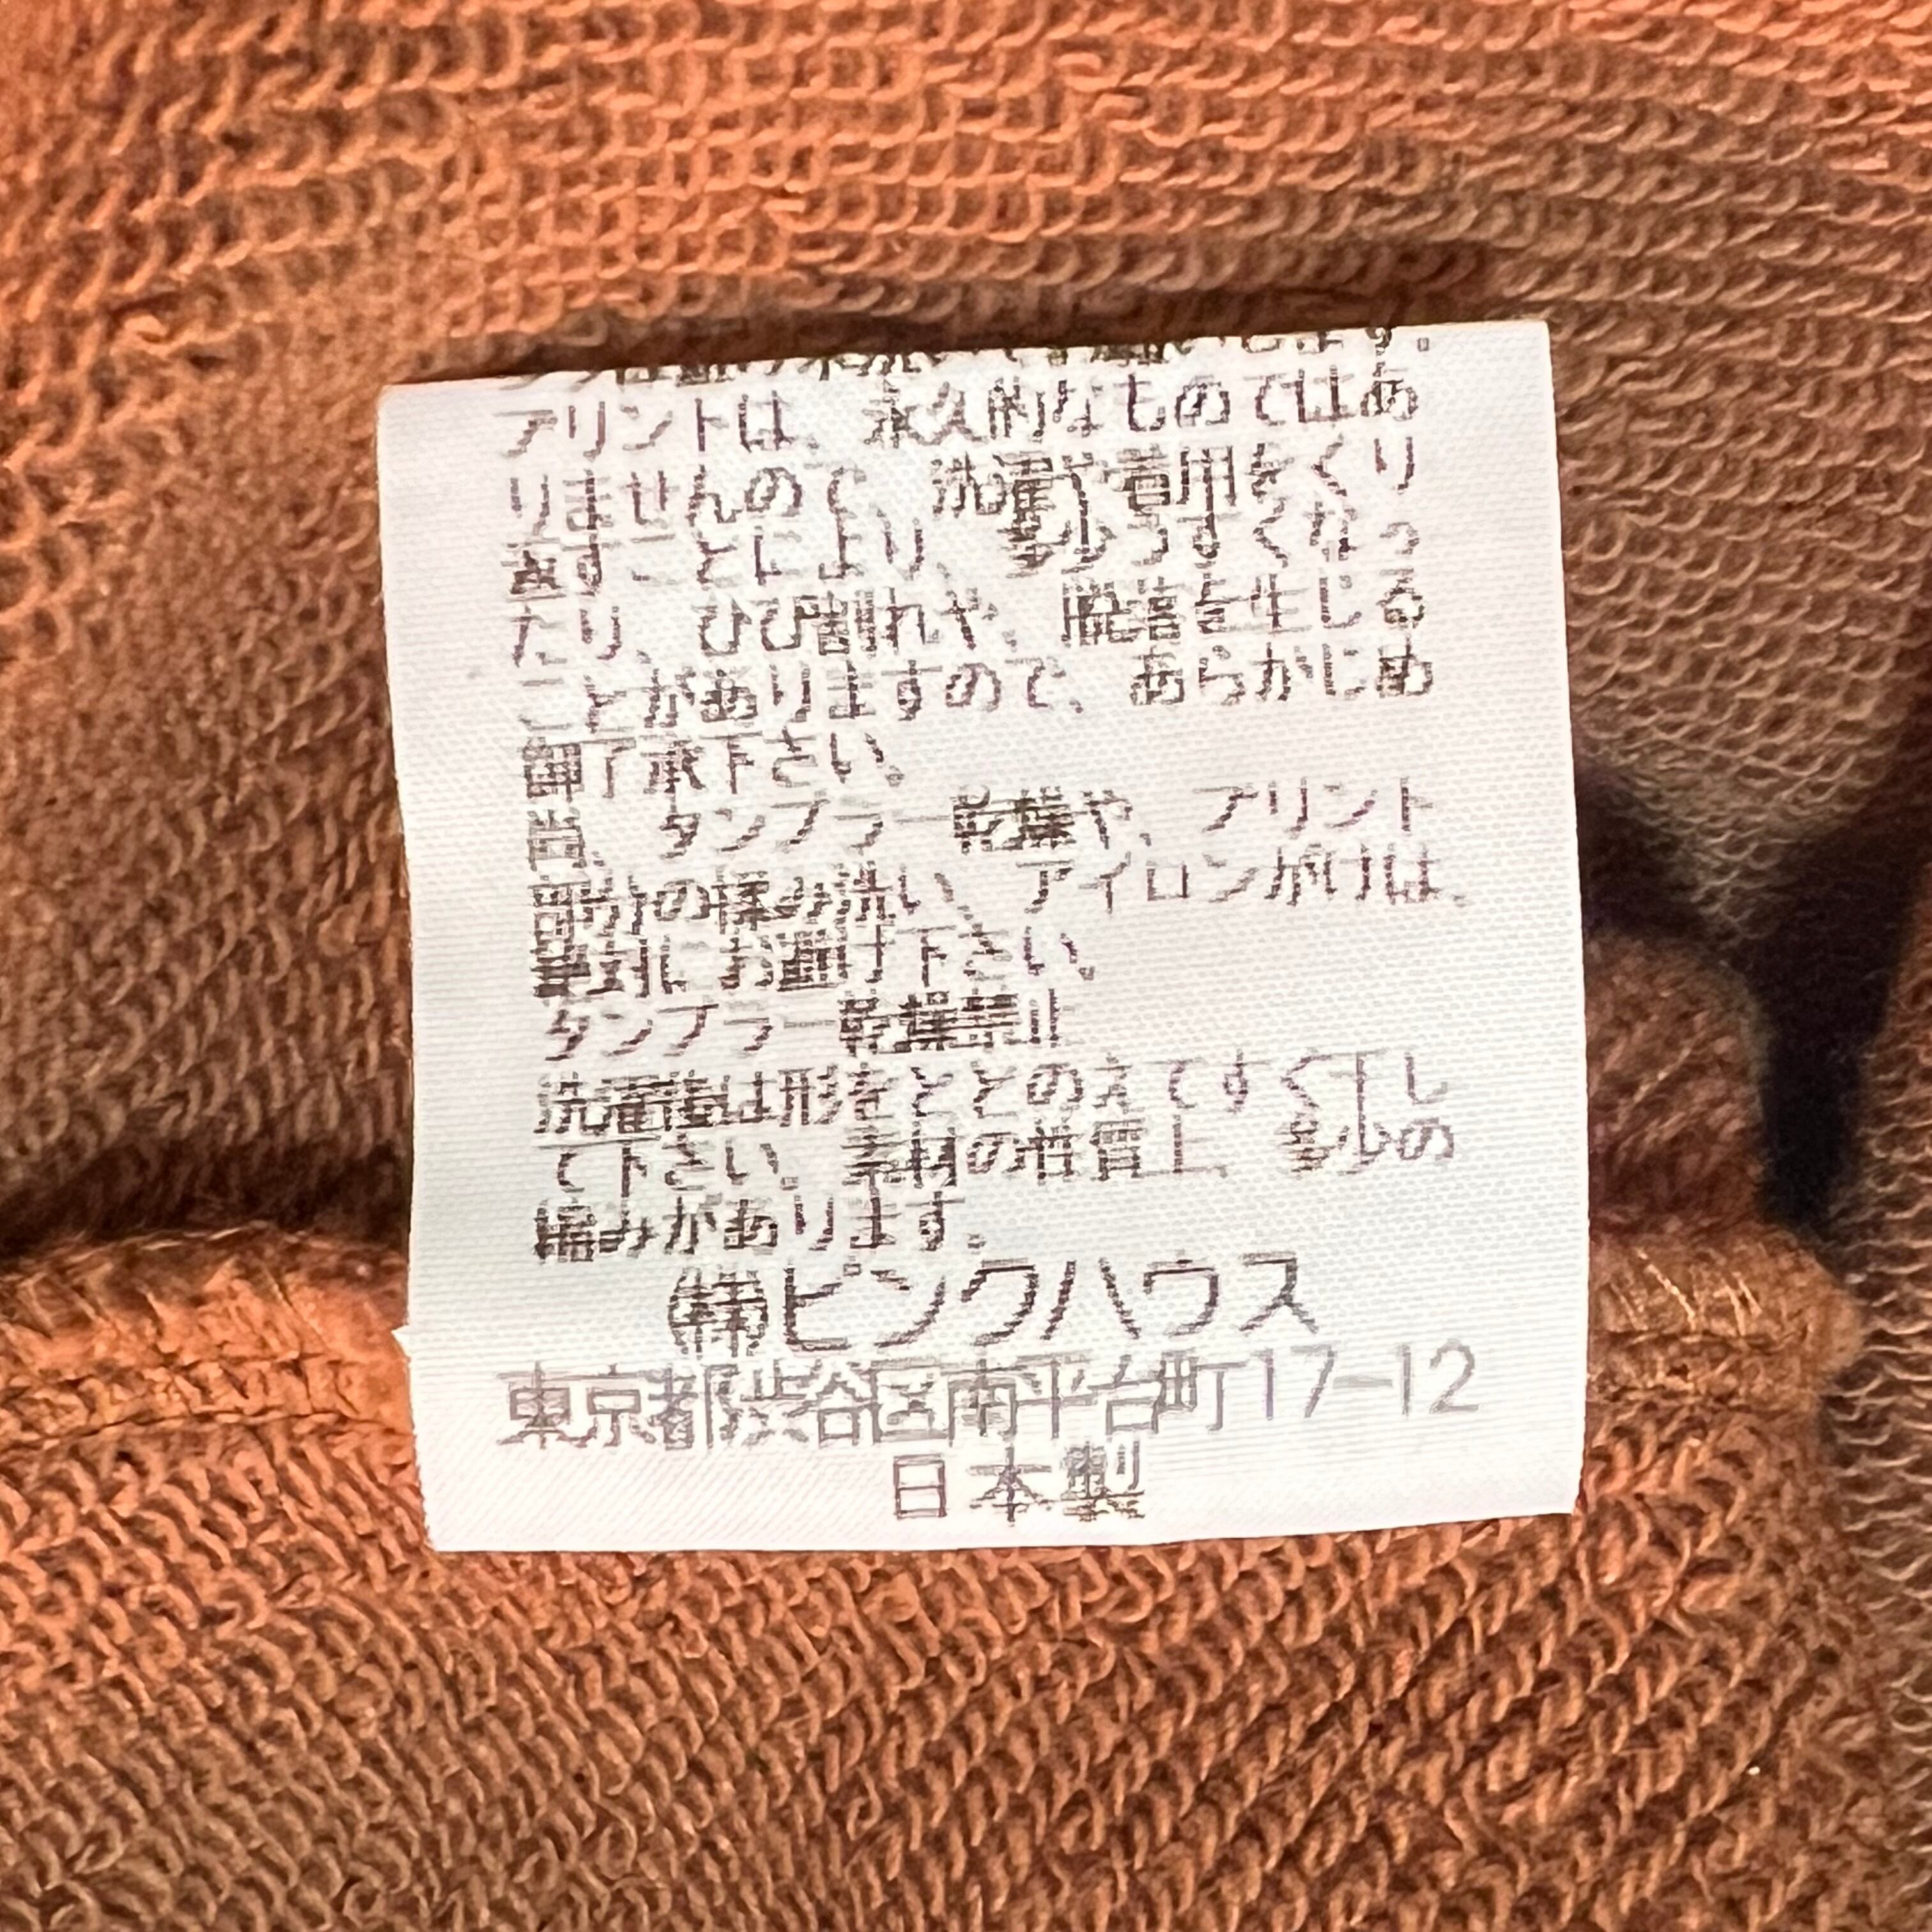 プリントは、永久的なものではあ
りませんので、洗濯や着用をくり
返すことにより、多少うすくなっ
たり、ひび割れや、脱落を生じる
ことがありますので、あらかじめ
御了承下さい。
尚、タンブラー乾燥や、プリント
部分の揉み洗い、アイロンがけは、
絶対にお避け下さい。
タンブラー乾燥禁止
洗濯後は形をととのえてすぐ干し
て下さい。素材の性質上、多少の
縮みがあります。
㈱ピンクハウス
東京都渋谷区南平台町17-12
日本製